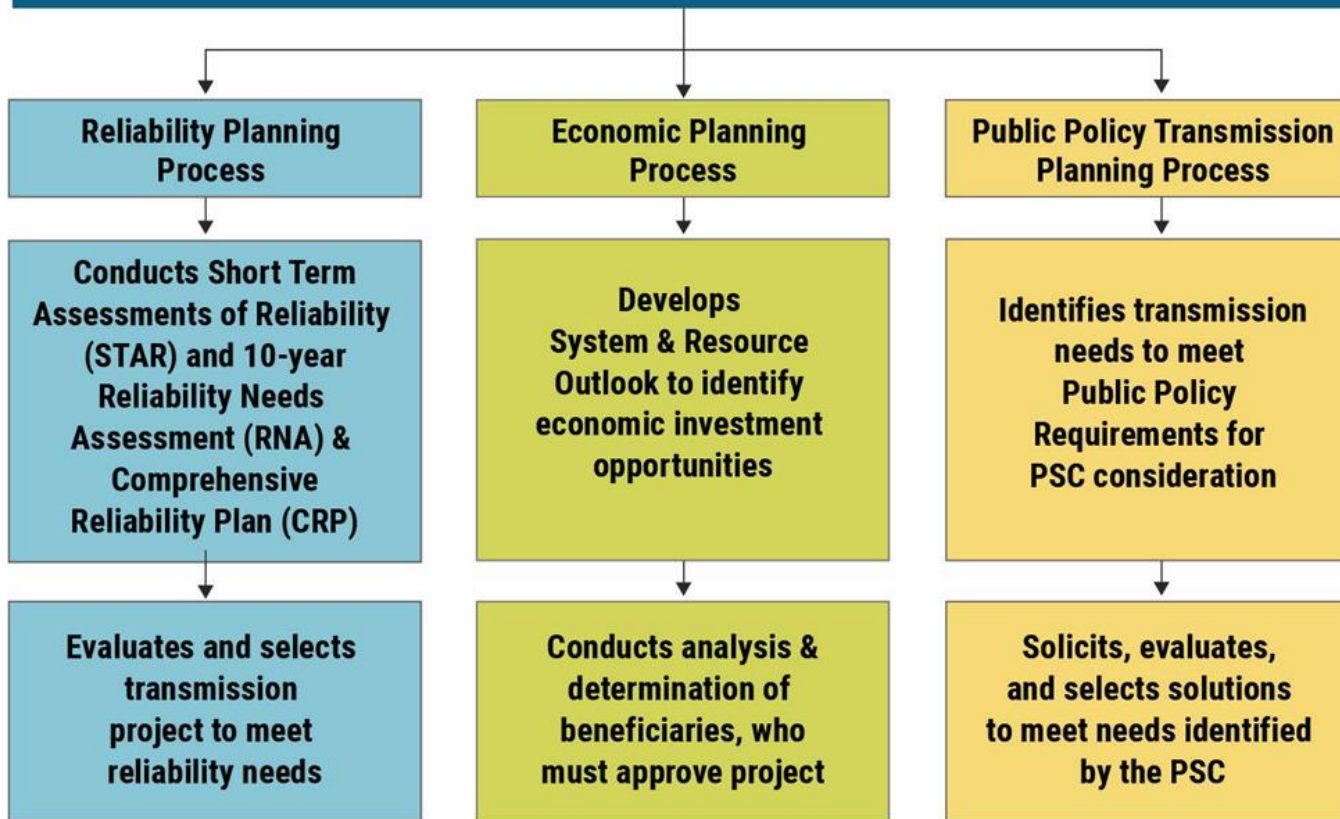 Reliability Planning
Process
Economic Planning
Process
Public Policy Transmission
Planning Process
Conducts Short Term
Assessments of Reliability
(STAR) and 10-year
Reliability Needs
Assessment (RNA) &
Comprehensive
Reliability Plan (CRP)
Develops
System & Resource
Outlook to identify
economic investment
opportunities
Identifies transmission
needs to meet
Public Policy
Requirements for
PSC consideration
Evaluates and selects
transmission
project to meet
reliability needs
Conducts analysis &
determination of
beneficiaries, who
must approve project
Solicits, evaluates,
and selects solutions
to meet needs identified
by the PSC